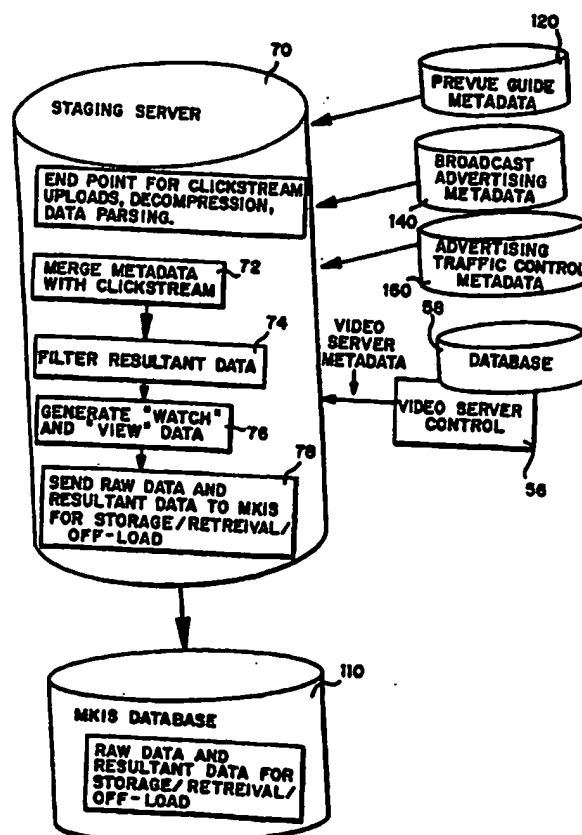 70
STAGING SERVER
120
PREVUE GUIDE
METADATA
END POINT FOR CLICKSTREAM
UPLOADS, DECOMPRESSION,
DATA PARSING.
BROADCAST
ADVERTISING
METADATA
140
72
MERGE METADATA
WITH CLICKSTREAM
ADVERTISING
TRAFFIC CONTROL
METADATA
160
74
FILTER RESULTANT DATA
VIDEO
SERVER
METADATA
58
DATABASE
GENERATE "WATCH"
AND "VIEW" DATA
76
VIDEO SERVER
CONTROL
56
78
SEND RAW DATA AND
RESULTANT DATA TO MKIS
FOR STORAGE/RETREIVAL/
OFF-LOAD
110
MKIS DATABASE
RAW DATA AND
RESULTANT DATA FOR
STORAGE/RETREIVAL/
OFF-LOAD